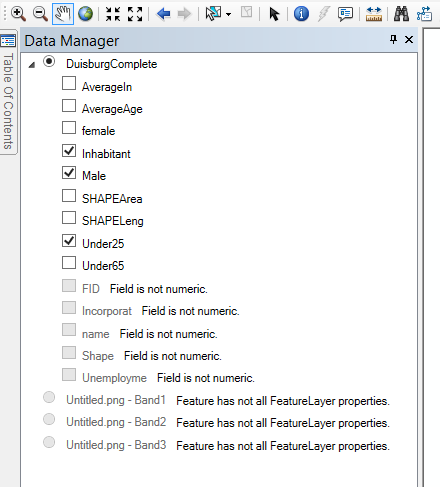 Data Manager
Table Of Contents
DuisburgComplete
AverageIn
AverageAge
female
Inhabitant
Male
SHAPEArea
SHAPELeng
Under25
Under65
FID Field is not numeric.
Incorporat Field is not numeric.
name Field is not numeric.
Shape Field is not numeric.
Unemployme Field is not numeric.
Untitled.png - Band1 Feature has not all FeatureLayer properties.
Untitled.png - Band2 Feature has not all FeatureLayer properties.
Untitled.png - Band3 Feature has not all FeatureLayer properties.